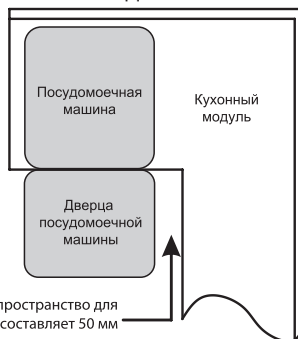 Посудомоечная
машина
Кухонный
модуль
Дверца
посудомоечной
машины
пространство для
составляет 50 мм